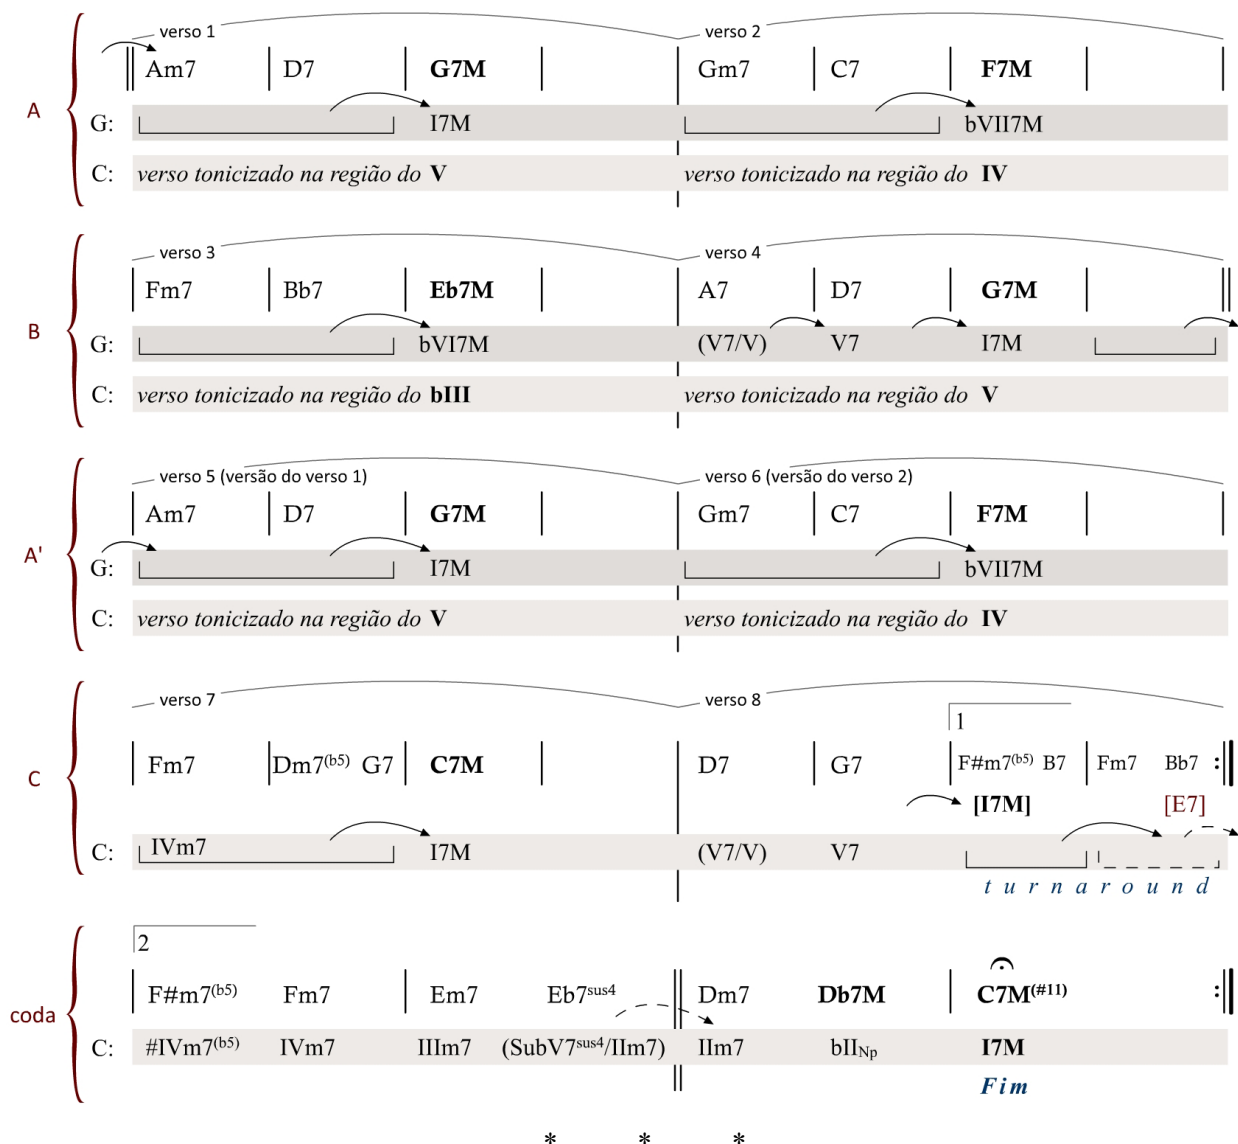 verso 1 verso 2
Am7 D7 G7M Gm7 C7 F7M
A
G: I7M bVII7M
C: verso tonicizado na região do V verso tonicizado na região do IV
verso 3 verso 4
Fm7 Bb7 Eb7M A7 D7 G7M
B
G: bVI7M (V7/V) V7 I7M
C: verso tonicizado na região do bIII verso tonicizado na região do V
verso 5 (versão do verso 1) verso 6 (versão do verso 2)
Am7 D7 G7M Gm7 C7 F7M
A'
G: I7M bVII7M
C: verso tonicizado na região do V verso tonicizado na região do IV
verso 7 verso 8
1
Fm7 Dm7(b5) G7 C7M D7 G7 F#m7(b5) B7 Fm7 Bb7
C
[I7M] [E7]
C: IVm7 I7M (V7/V) V7
turnaround
2
F#m7(b5) Fm7 Em7 Eb7sus4 Dm7 Db7M C7M(#11)
coda
C: #IVm7(b5) IVm7 IIIm7 (SubV7sus4/IIm7) IIm7 bIINp I7M
Fim
* * *